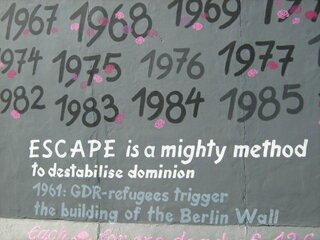 1967 1968 1969
1974 1975 1976 1977
1982 1983 1984 1985
ESCAPE is a mighty method
to destabilise dominion
1961: GDR-refugees trigger
the building of the Berlin Wall